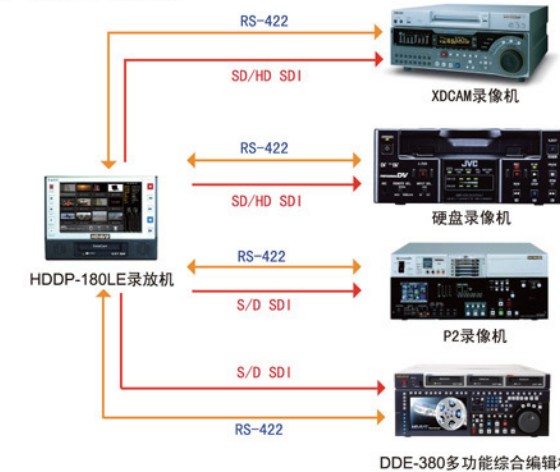 RS-422
SD/HD SDI
XDCAM录像机
RS-422
JVC
DV
SD/HD SDI
硬盘录像机
HDDP-180LE录放机
RS-422
S/D SDI
P2录像机
S/D SDI
RS-422
DDE-380多功能综合编辑